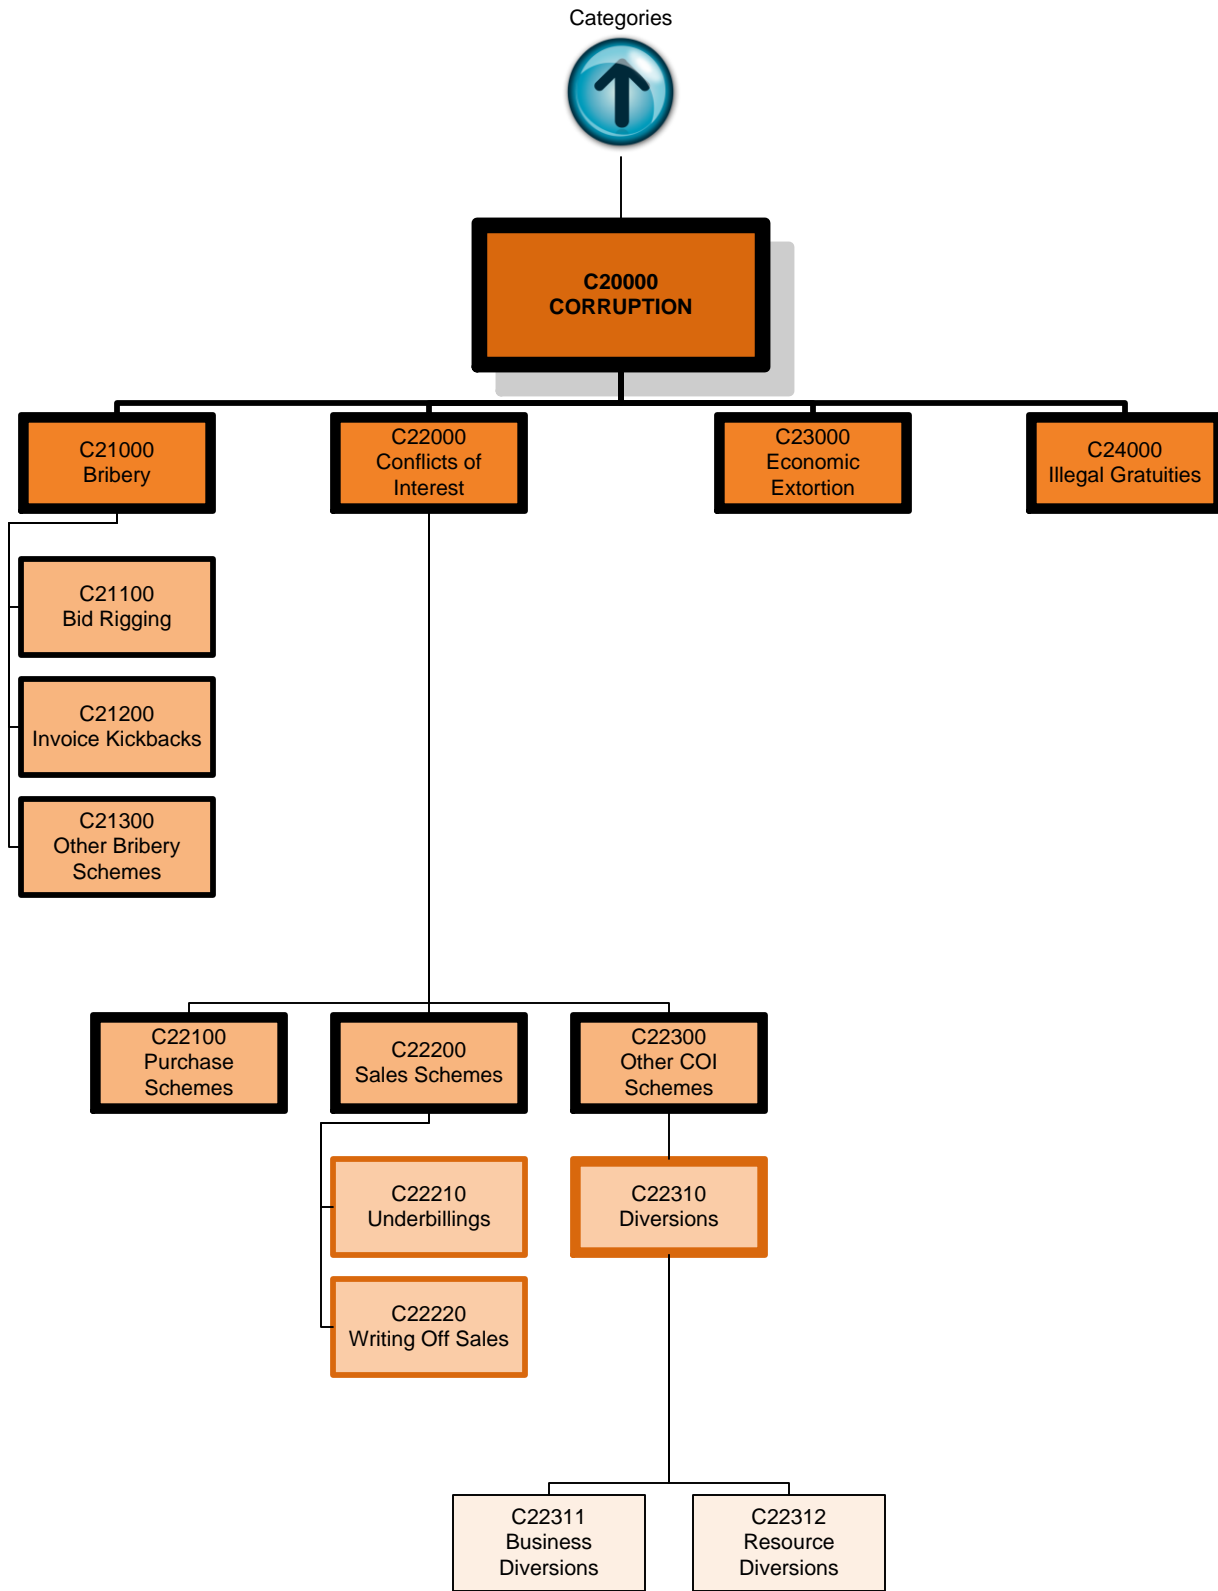 Categories
C20000
CORRUPTION
C21000
Bribery
C22000
Conflicts of
Interest
C23000
Economic
Extortion
C24000
Illegal Gratuities
C21100
Bid Rigging
C21200
Invoice Kickbacks
C21300
Other Bribery
Schemes
C22100
Purchase
Schemes
C22200
Sales Schemes
C22300
Other COI
Schemes
C22210
Underbillings
C22310
Diversions
C22220
Writing Off Sales
C22311
Business
Diversions
C22312
Resource
Diversions